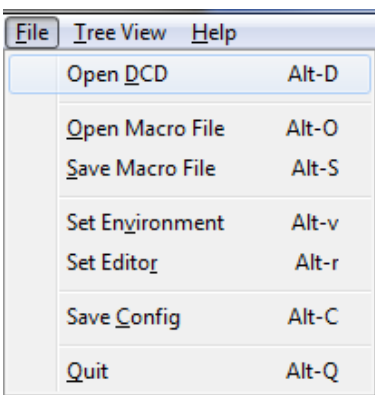 File Tree View Help
Open DCD Alt-D
Open Macro File Alt-O
Save Macro File Alt-S
Set Environment Alt-v
Set Editor Alt-r
Save Config Alt-C
Quit Alt-Q